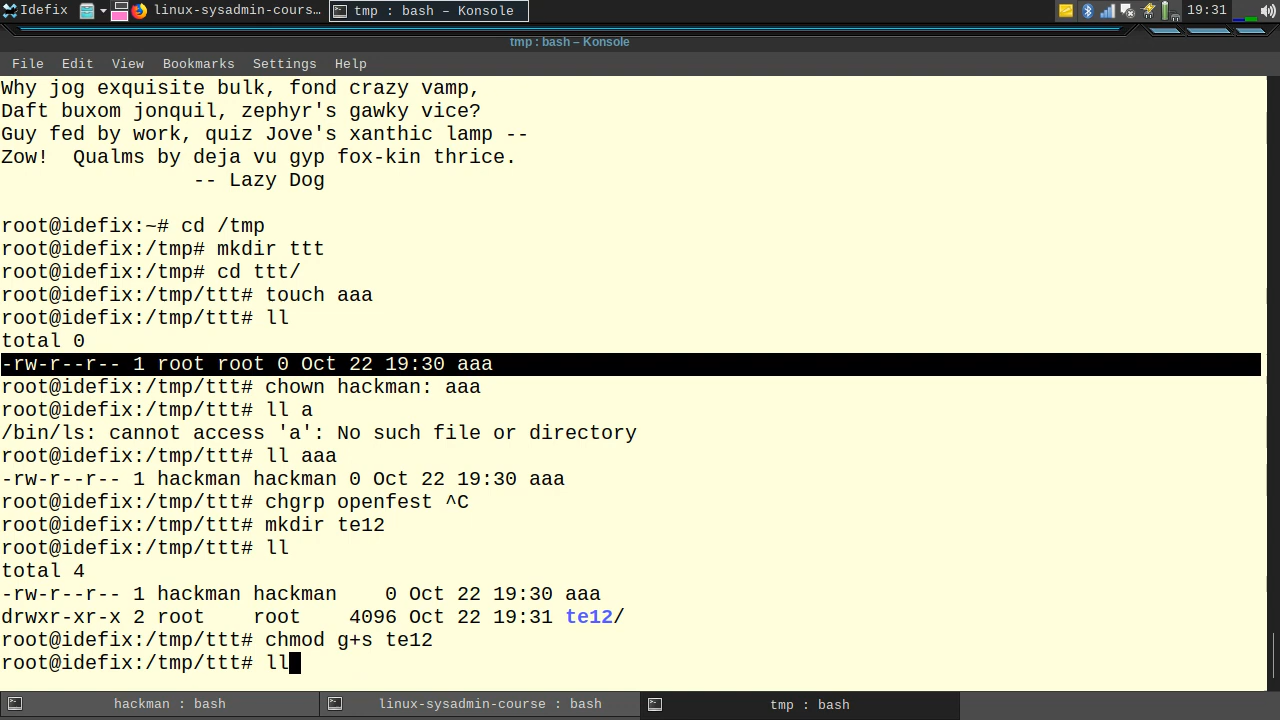 Idefix linux-sysadmin-cours… tmp : bash – Konsole 19:31
tmp : bash – Konsole
File Edit View Bookmarks Settings Help
Why jog exquisite bulk, fond crazy vamp,
Daft buxom jonquil, zephyr's gawky vice?
Guy fed by work, quiz Jove's xanthic lamp --
Zow!  Qualms by deja vu gyp fox-kin thrice.
                -- Lazy Dog
root@idefix:~# cd /tmp
root@idefix:/tmp# mkdir ttt
root@idefix:/tmp# cd ttt/
root@idefix:/tmp/ttt# touch aaa
root@idefix:/tmp/ttt# ll
total 0
-rw-r--r-- 1 root root 0 Oct 22 19:30 aaa
root@idefix:/tmp/ttt# chown hackman: aaa
root@idefix:/tmp/ttt# ll a
/bin/ls: cannot access 'a': No such file or directory
root@idefix:/tmp/ttt# ll aaa
-rw-r--r-- 1 hackman hackman 0 Oct 22 19:30 aaa
root@idefix:/tmp/ttt# chgrp openfest ^C
root@idefix:/tmp/ttt# mkdir te12
root@idefix:/tmp/ttt# ll
total 4
-rw-r--r-- 1 hackman hackman    0 Oct 22 19:30 aaa
drwxr-xr-x 2 root    root    4096 Oct 22 19:31 te12/
root@idefix:/tmp/ttt# chmod g+s te12
root@idefix:/tmp/ttt# ll
hackman : bash linux-sysadmin-course : bash tmp : bash